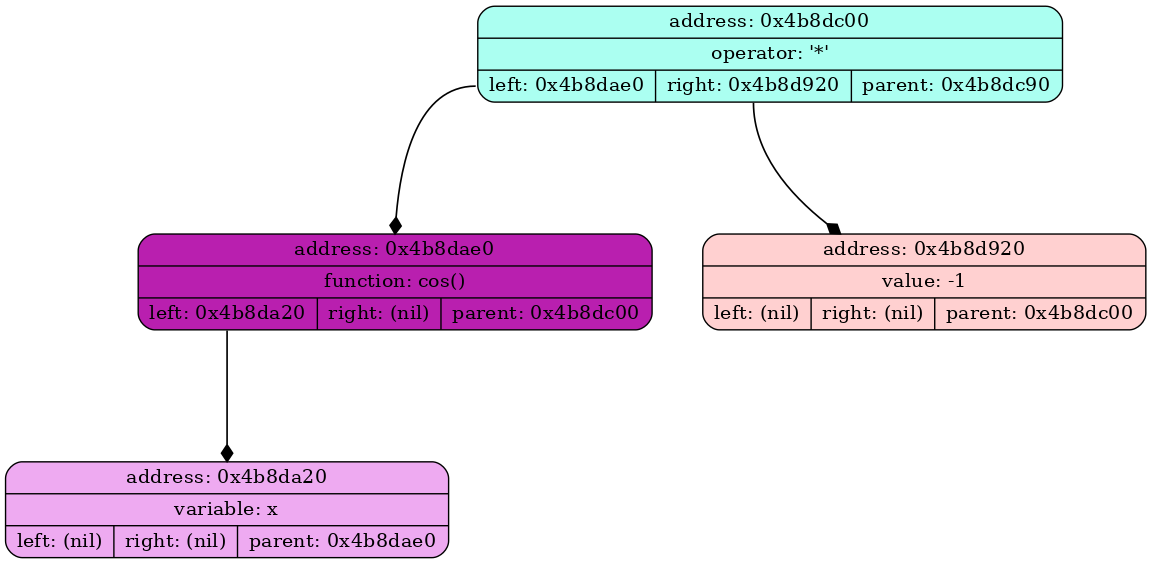 address: 0x4b8dc00
operator: '*'
left: 0x4b8dae0 right: 0x4b8d920 parent: 0x4b8dc90
address: 0x4b8dae0
function: cos()
left: 0x4b8da20 right: (nil) parent: 0x4b8dc00
address: 0x4b8d920
value: -1
left: (nil) right: (nil) parent: 0x4b8dc00
address: 0x4b8da20
variable: x
left: (nil) right: (nil) parent: 0x4b8dae0